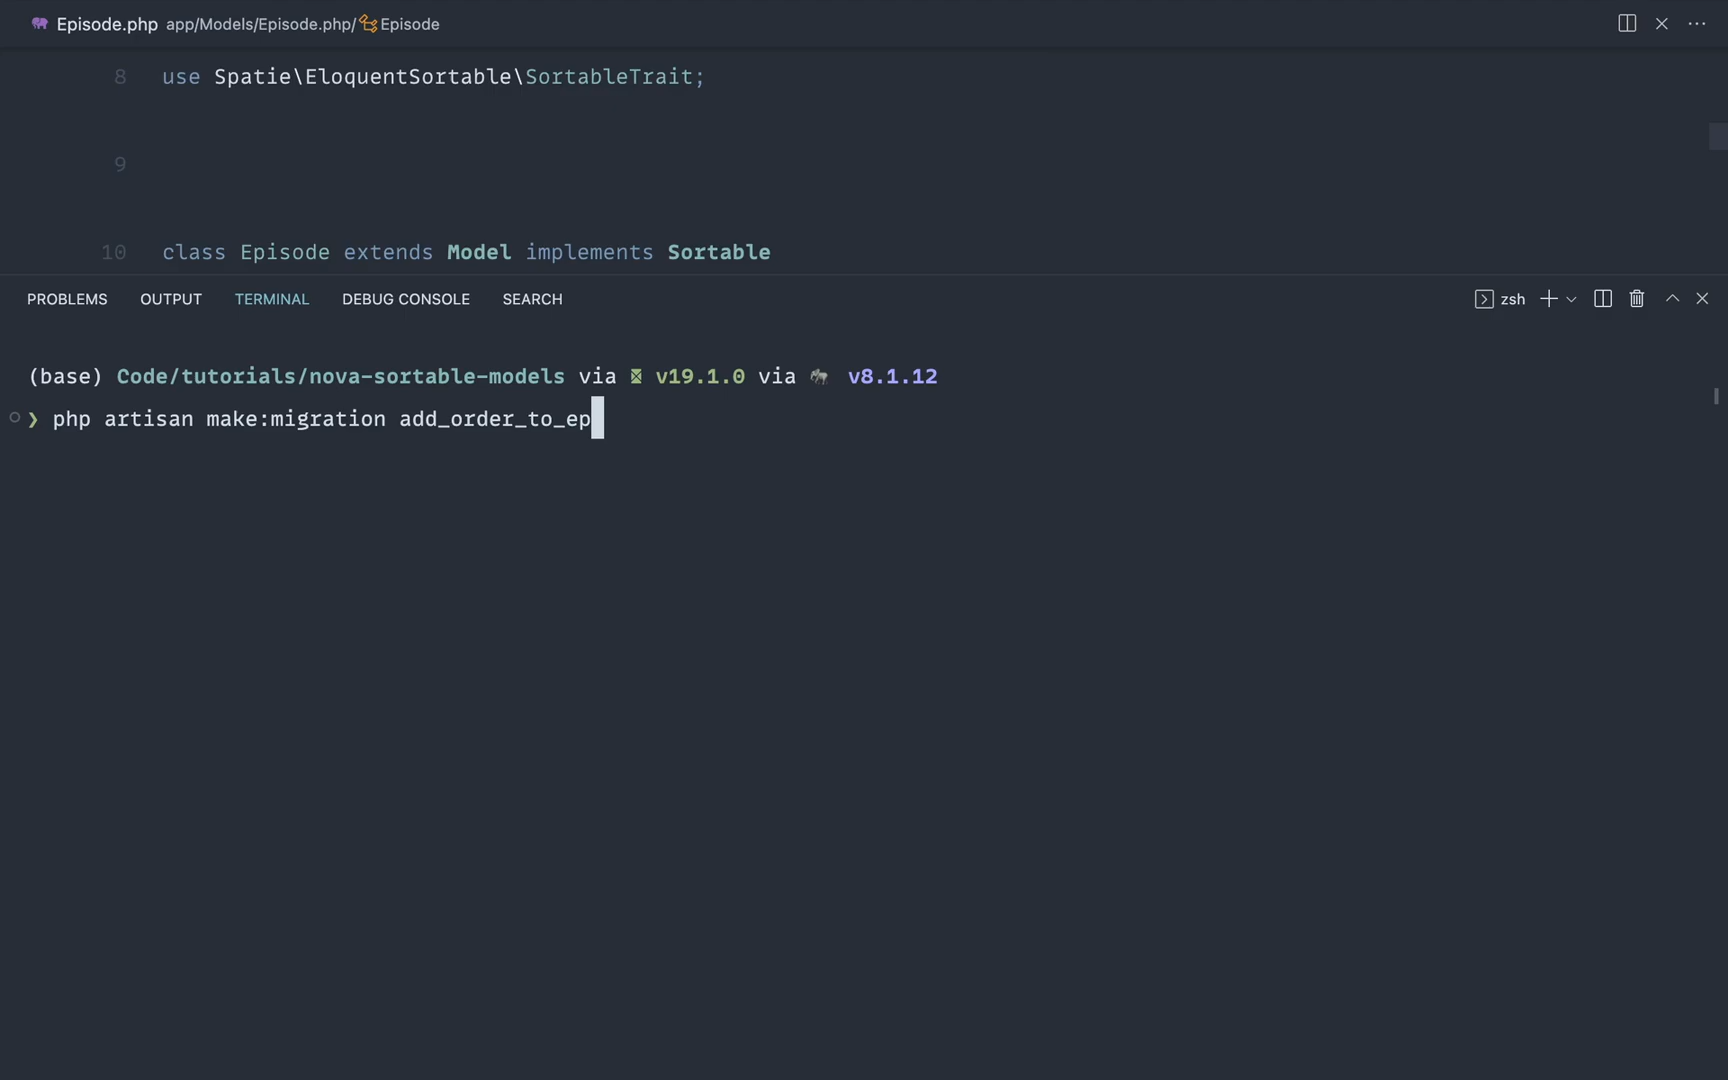 Episode.php app/Models/Episode.php/ Episode
8 use Spatie\EloquentSortable\SortableTrait;
9
10 class Episode extends Model implements Sortable
PROBLEMS OUTPUT TERMINAL DEBUG CONSOLE SEARCH zsh
(base) Code/tutorials/nova-sortable-models via v19.1.0 via 🐘 v8.1.12
❯ php artisan make:migration add_order_to_ep